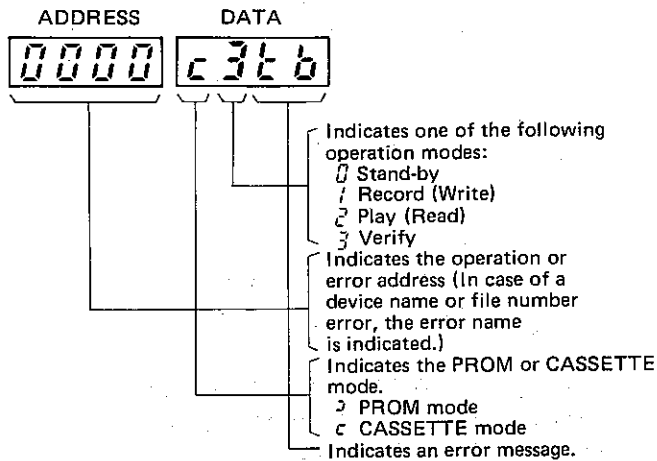 ADDRESS DATA
0000 c3tb
Indicates one of the following
operation modes:
0 Stand-by
1 Record (Write)
2 Play (Read)
3 Verify
Indicates the operation or
error address (In case of a
device name or file number
error, the error name
is indicated.)
Indicates the PROM or CASSETTE
mode.
PROM mode
c CASSETTE mode
Indicates an error message.